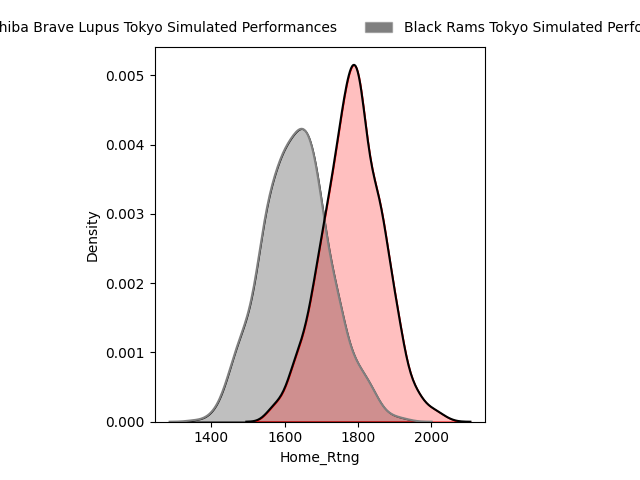 hiba Brave Lupus Tokyo Simulated Performances Black Rams Tokyo Simulated Perfo
0.005
0.004
0.003
0.002
0.001
0.000
Density
1400 1600 1800 2000
Home_Rtng